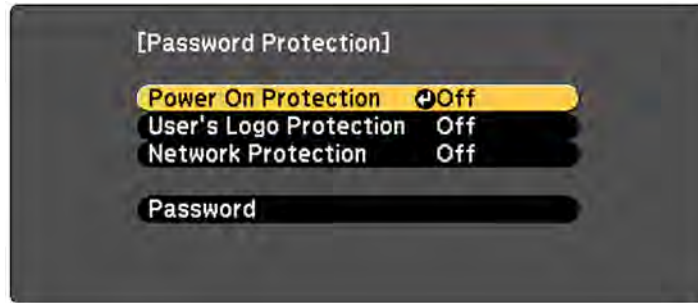 [Password Protection]
Power On Protection Off
User's Logo Protection Off
Network Protection Off
Password